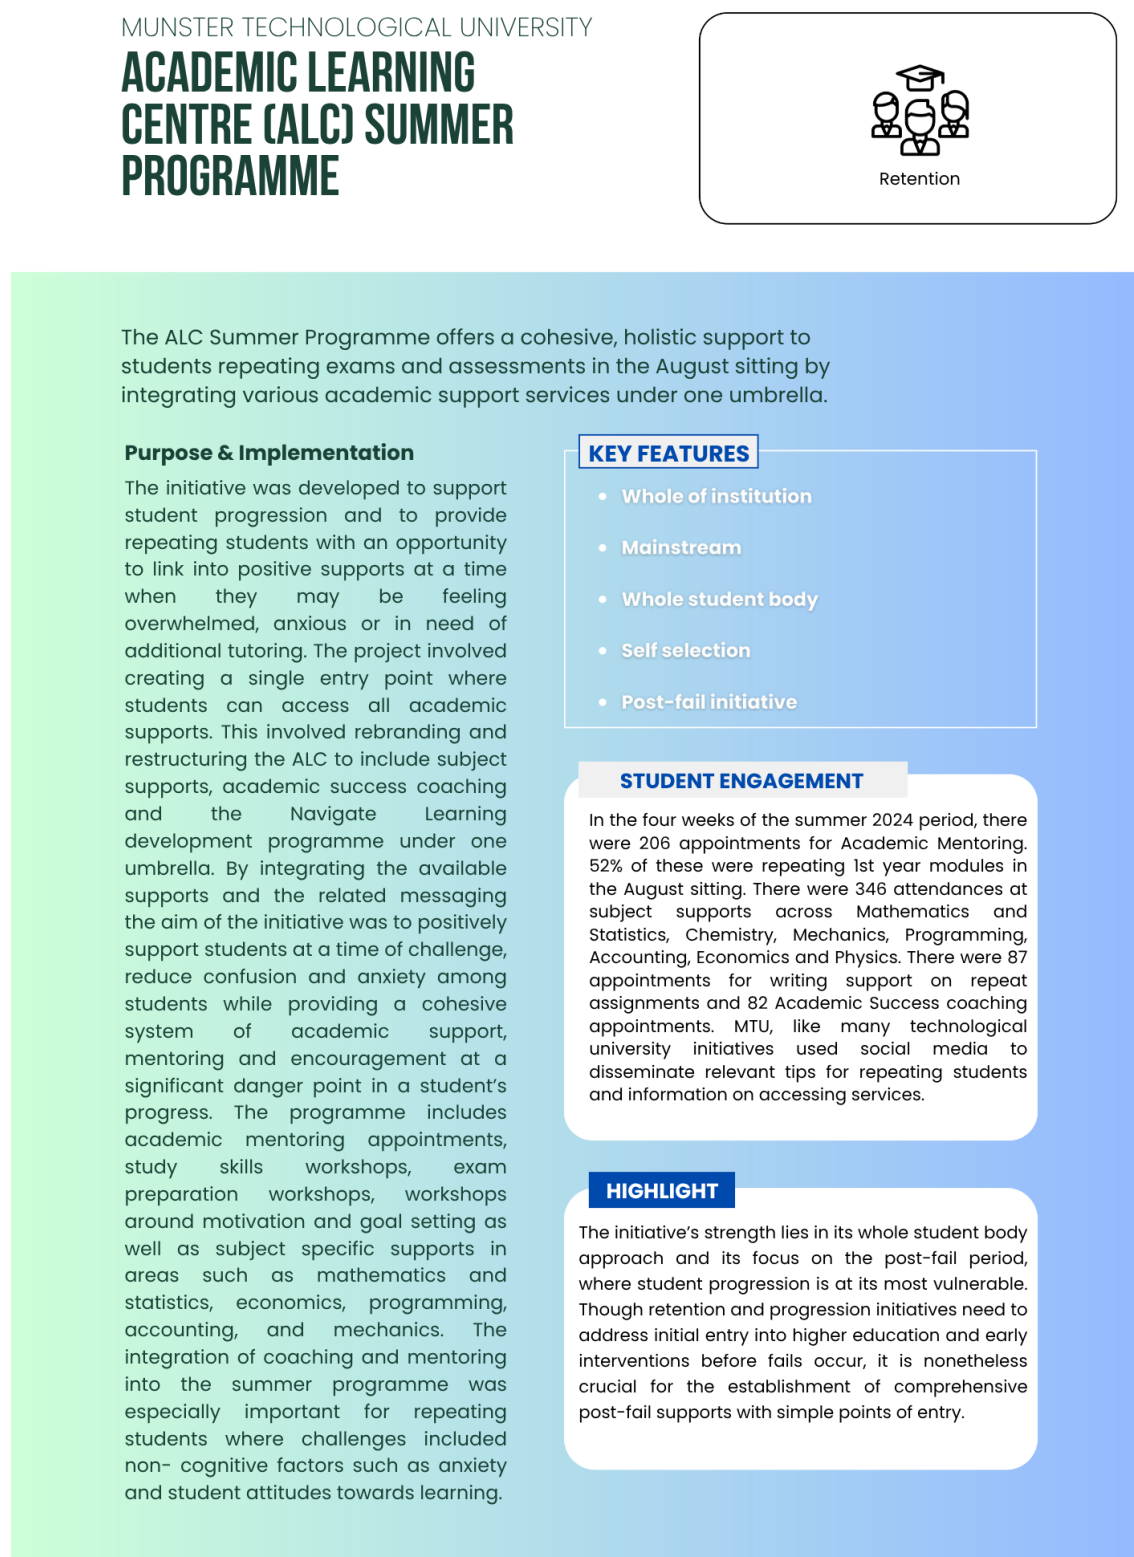 MUNSTER TECHNOLOGICAL UNIVERSITY
ACADEMIC LEARNING
CENTRE (ALC) SUMMER
PROGRAMME
Retention
The ALC Summer Programme offers a cohesive, holistic support to
students repeating exams and assessments in the August sitting by
integrating various academic support services under one umbrella.
Purpose & Implementation
The initiative was developed to support
student progression and to provide
repeating students with an opportunity
to link into positive supports at a time
when they may be feeling
overwhelmed, anxious or in need of
additional tutoring. The project involved
creating a single entry point where
students can access all academic
supports. This involved rebranding and
restructuring the ALC to include subject
supports, academic success coaching
and the Navigate Learning
development programme under one
umbrella. By integrating the available
supports and the related messaging
the aim of the initiative was to positively
support students at a time of challenge,
reduce confusion and anxiety among
students while providing a cohesive
system of academic support,
mentoring and encouragement at a
significant danger point in a student's
progress. The programme includes
academic mentoring appointments,
study skills workshops, exam
preparation workshops, workshops
around motivation and goal setting as
well as subject specific supports in
areas such as mathematics and
statistics, economics, programming,
accounting, and mechanics. The
integration of coaching and mentoring
into the summer programme was
especially important for repeating
students where challenges included
non- cognitive factors such as anxiety
and student attitudes towards learning.
KEY FEATURES
• Whole of institution
• Mainstream
• Whole student body
• Self selection
• Post-fail initiative
STUDENT ENGAGEMENT
In the four weeks of the summer 2024 period, there
were 206 appointments for Academic Mentoring.
52% of these were repeating 1st year modules in
the August sitting. There were 346 attendances at
subject supports across Mathematics and
Statistics, Chemistry, Mechanics, Programming,
Accounting, Economics and Physics. There were 87
appointments for writing support on repeat
assignments and 82 Academic Success coaching
appointments. MTU, like many technological
university initiatives used social media to
disseminate relevant tips for repeating students
and information on accessing services.
HIGHLIGHT
The initiative's strength lies in its whole student body
approach and its focus on the post-fail period,
where student progression is at its most vulnerable.
Though retention and progression initiatives need to
address initial entry into higher education and early
interventions before fails occur, it is nonetheless
crucial for the establishment of comprehensive
post-fail supports with simple points of entry.